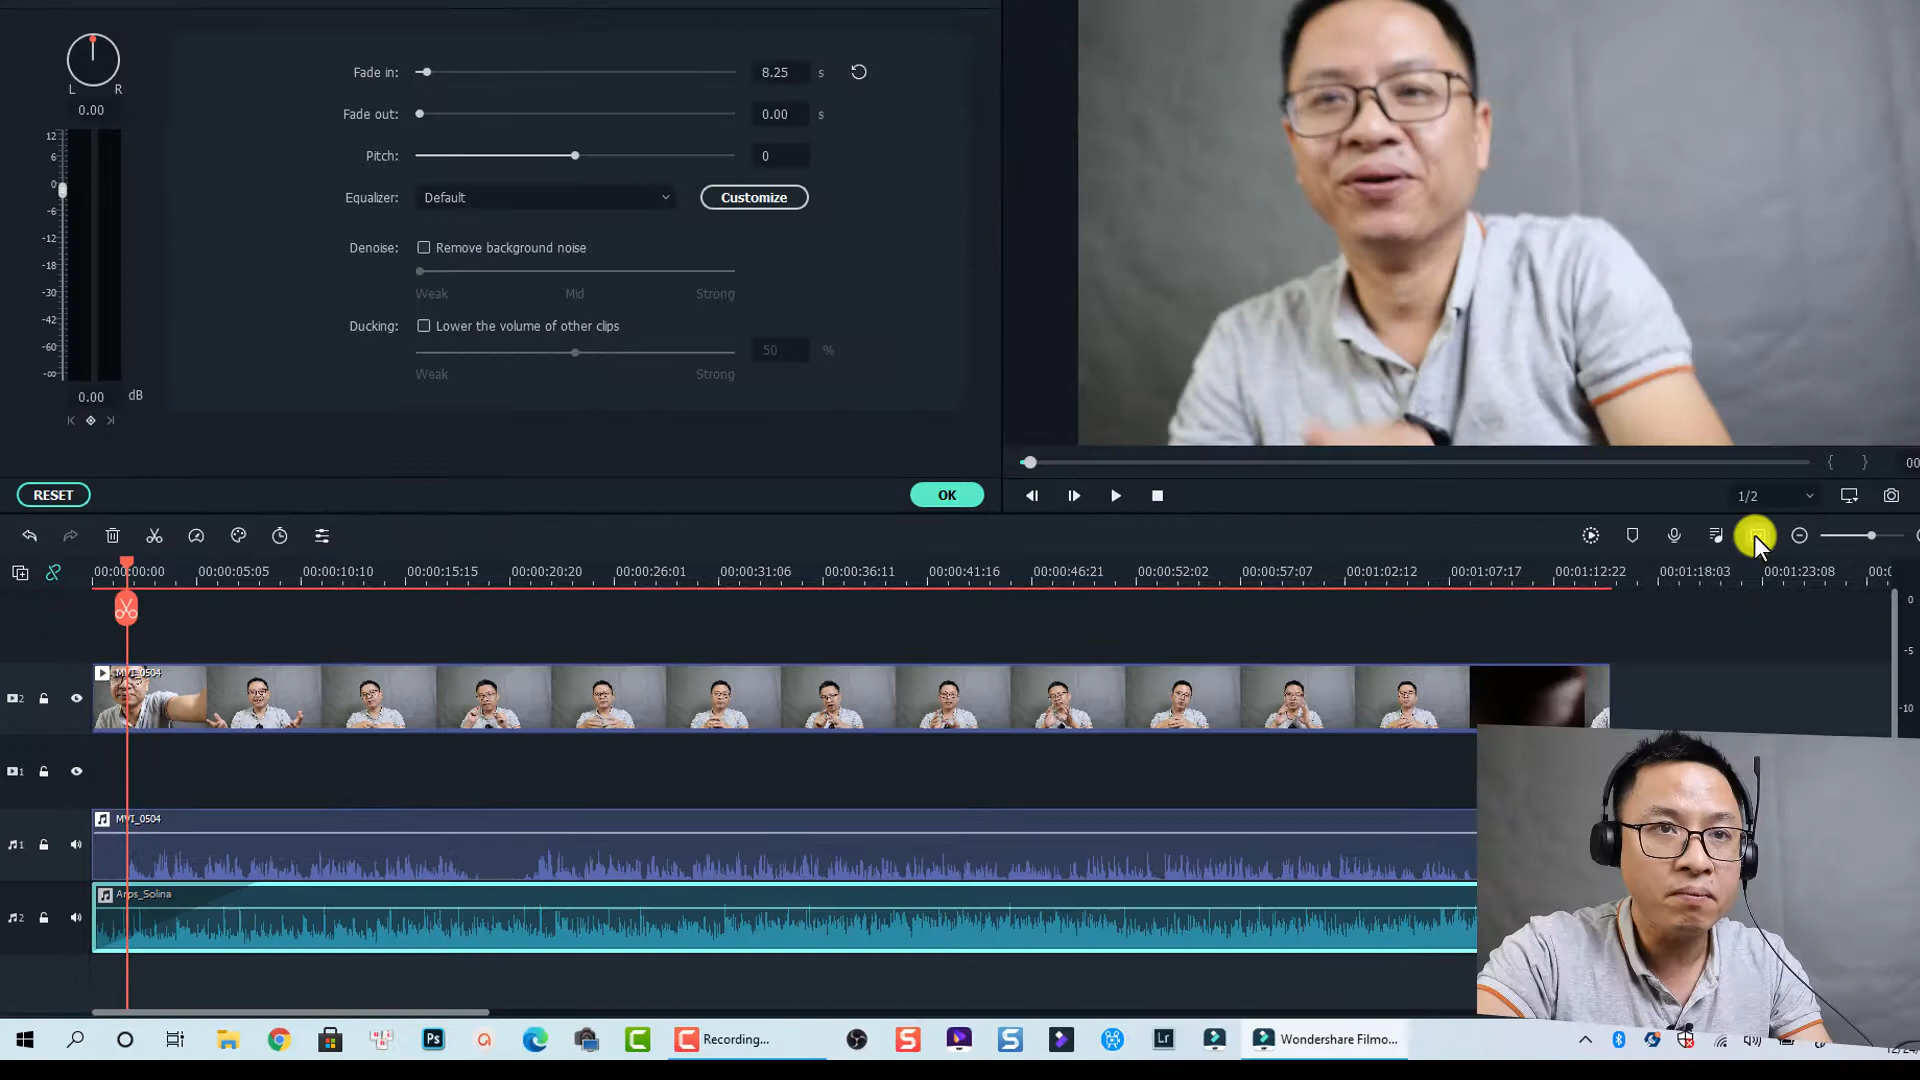 Fade in: 8.25 s
Fade out: 0.00 s
Pitch: 0
Equalizer: Default Customize
Denoise: Remove background noise
Weak Mid Strong
Ducking: Lower the volume of other clips
50 %
Weak Strong
L R
0.00
12
6
0
-6
-12
-18
-30
-42
-60
-∞
0.00 dB
RESET OK
{ } 00
1/2
00:00:00:00 00:00:05:05 00:00:10:10 00:00:15:15 00:00:20:20 00:00:26:01 00:00:31:06 00:00:36:11 00:00:41:16 00:00:46:21 00:00:52:02 00:00:57:07 00:01:02:12 00:01:07:17 00:01:12:22 00:01:18:03 00:01:23:08
0
-5
-10
MVI_0504
2
1
MVI_0504
1
Arps_Solina
2
Ps
Recording...
Lr
Wondershare Filmo...